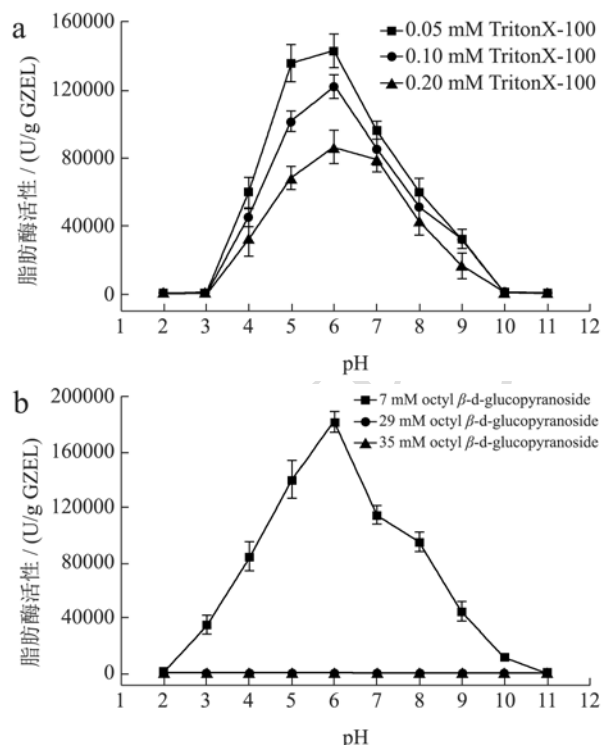 a
0.05 mM TritonX-100
0.10 mM TritonX-100
0.20 mM TritonX-100
脂肪酶活性 / (U/g GZEL)
160000
120000
80000
40000
0
1 2 3 4 5 6 7 8 9 10 11 12
pH
b
7 mM octyl β-d-glucopyranoside
29 mM octyl β-d-glucopyranoside
35 mM octyl β-d-glucopyranoside
脂肪酶活性 / (U/g GZEL)
200000
160000
120000
80000
40000
0
1 2 3 4 5 6 7 8 9 10 11 12
pH